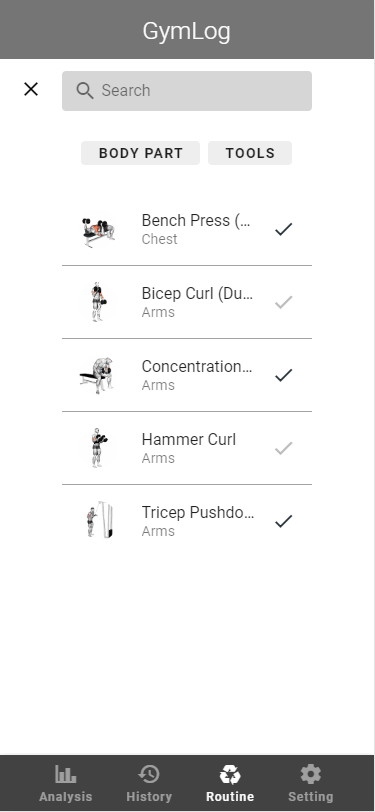 GymLog
Search
BODY PART
TOOLS
Bench Press (...
Chest
Bicep Curl (Du...
Arms
Concentration...
Arms
Hammer Curl
Arms
Tricep Pushdo...
Arms
Analysis
History
Routine
Setting